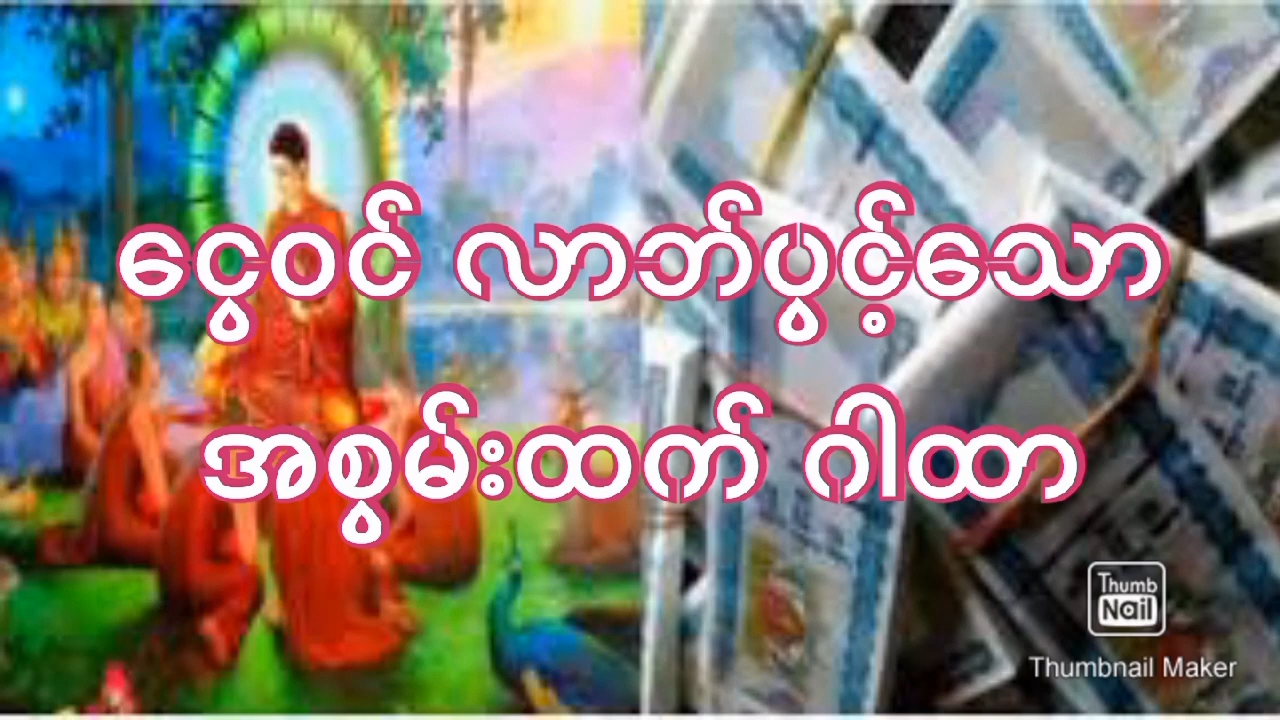 ငွေဝင် လာဘ်ပွင့်သော
အစွမ်းထက် ဂါထာ
Thumb
Nail
Thumbnail Maker